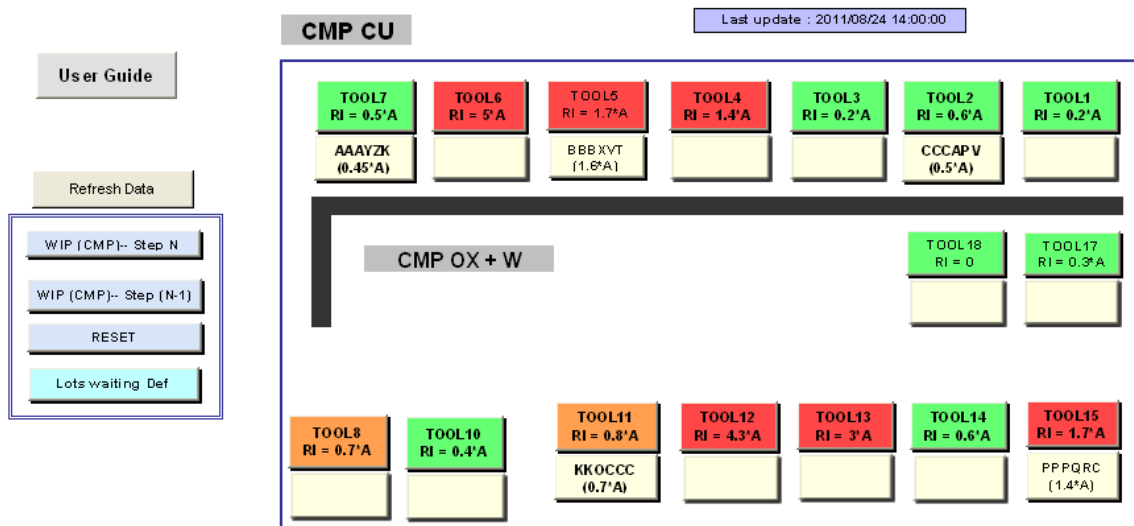 Last update : 2011/08/24 14:00:00
CMP CU
User Guide
TOOL7
RI = 0.5*A
TOOL6
RI = 5*A
TOOL5
RI = 1.7*A
TOOL4
RI = 1.4*A
TOOL3
RI = 0.2*A
TOOL2
RI = 0.6*A
TOOL1
RI = 0.2*A
AAAYZK
(0.45*A)
BBBXVT
(1.6*A)
CCCAPV
(0.5*A)
Refresh Data
WIP (CMP)-- Step N
WIP (CMP)-- Step (N-1)
RESET
Lots waiting Def
CMP OX + W
TOOL18
RI = 0
TOOL17
RI = 0.3*A
TOOL8
RI = 0.7*A
TOOL10
RI = 0.4*A
TOOL11
RI = 0.8*A
TOOL12
RI = 4.3*A
TOOL13
RI = 3*A
TOOL14
RI = 0.6*A
TOOL15
RI = 1.7*A
KKOCCC
(0.7*A)
PPPQRC
(1.4*A)